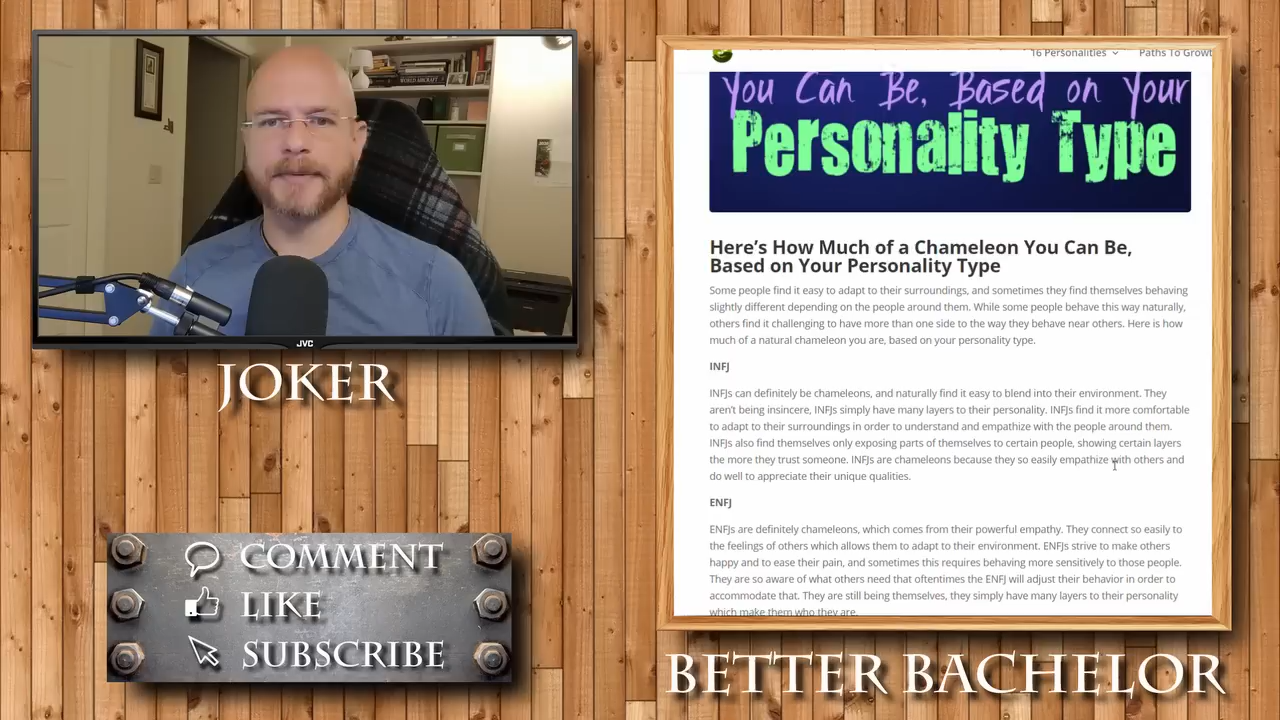 JVC
JOKER
COMMENT
LIKE
SUBSCRIBE
16 Personalities
Paths To Growt
You Can Be, Based on Your
Personality Type
Here's How Much of a Chameleon You Can Be,
Based on Your Personality Type
Some people find it easy to adapt to their surroundings, and sometimes they find themselves behaving
slightly different depending on the people around them. While some people behave this way naturally,
others find it challenging to have more than one side to the way they behave near others. Here is how
much of a natural chameleon you are, based on your personality type.
INFJ
INFJs can definitely be chameleons, and naturally find it easy to blend into their environment. They
aren't being insincere, INFJs simply have many layers to their personality. INFJs find it more comfortable
to adapt to their surroundings in order to understand and empathize with the people around them.
INFJs also find themselves only exposing parts of themselves to certain people, showing certain layers
the more they trust someone. INFJs are chameleons because they so easily empathize with others and
do well to appreciate their unique qualities.
ENFJ
ENFJs are definitely chameleons, which comes from their powerful empathy. They connect so easily to
the feelings of others which allows them to adapt to their environment. ENFJs strive to make others
happy and to ease their pain, and sometimes this requires behaving more sensitively to those people.
They are so aware of what others need that oftentimes the ENFJ will adjust their behavior in order to
accommodate that. They are still being themselves, they simply have many layers to their personality
which make them who they are.
BETTER BACHELOR